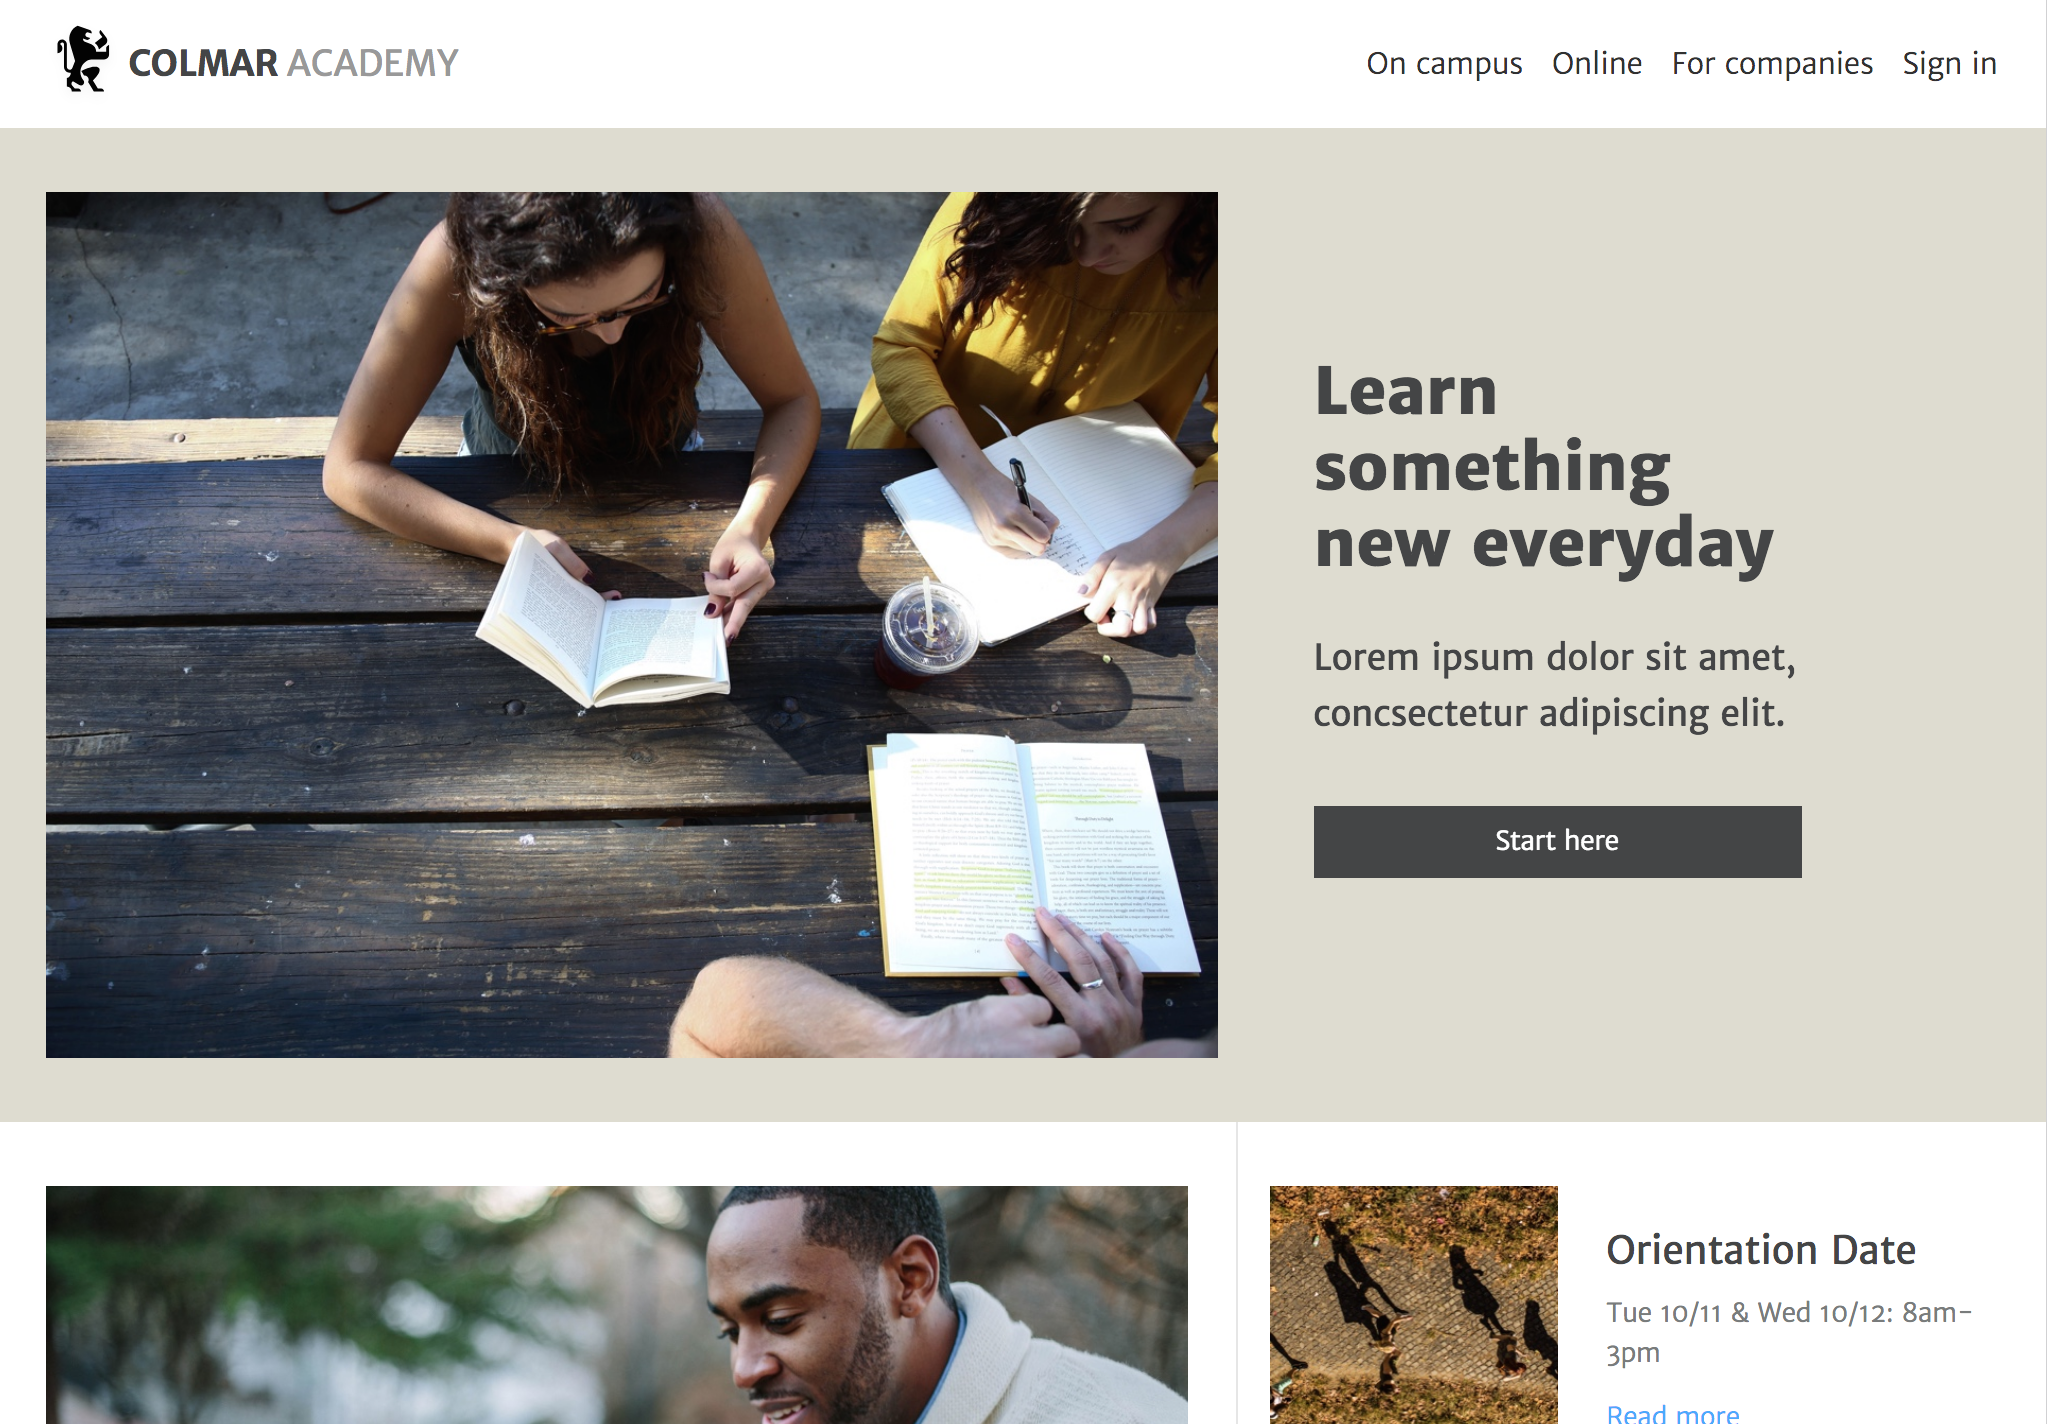 COLMAR ACADEMY
On campus Online For companies Sign in
Learn
something
new everyday
Lorem ipsum dolor sit amet,
concsectetur adipiscing elit.
Start here
Orientation Date
Tue 10/11 & Wed 10/12: 8am-
3pm
Read more